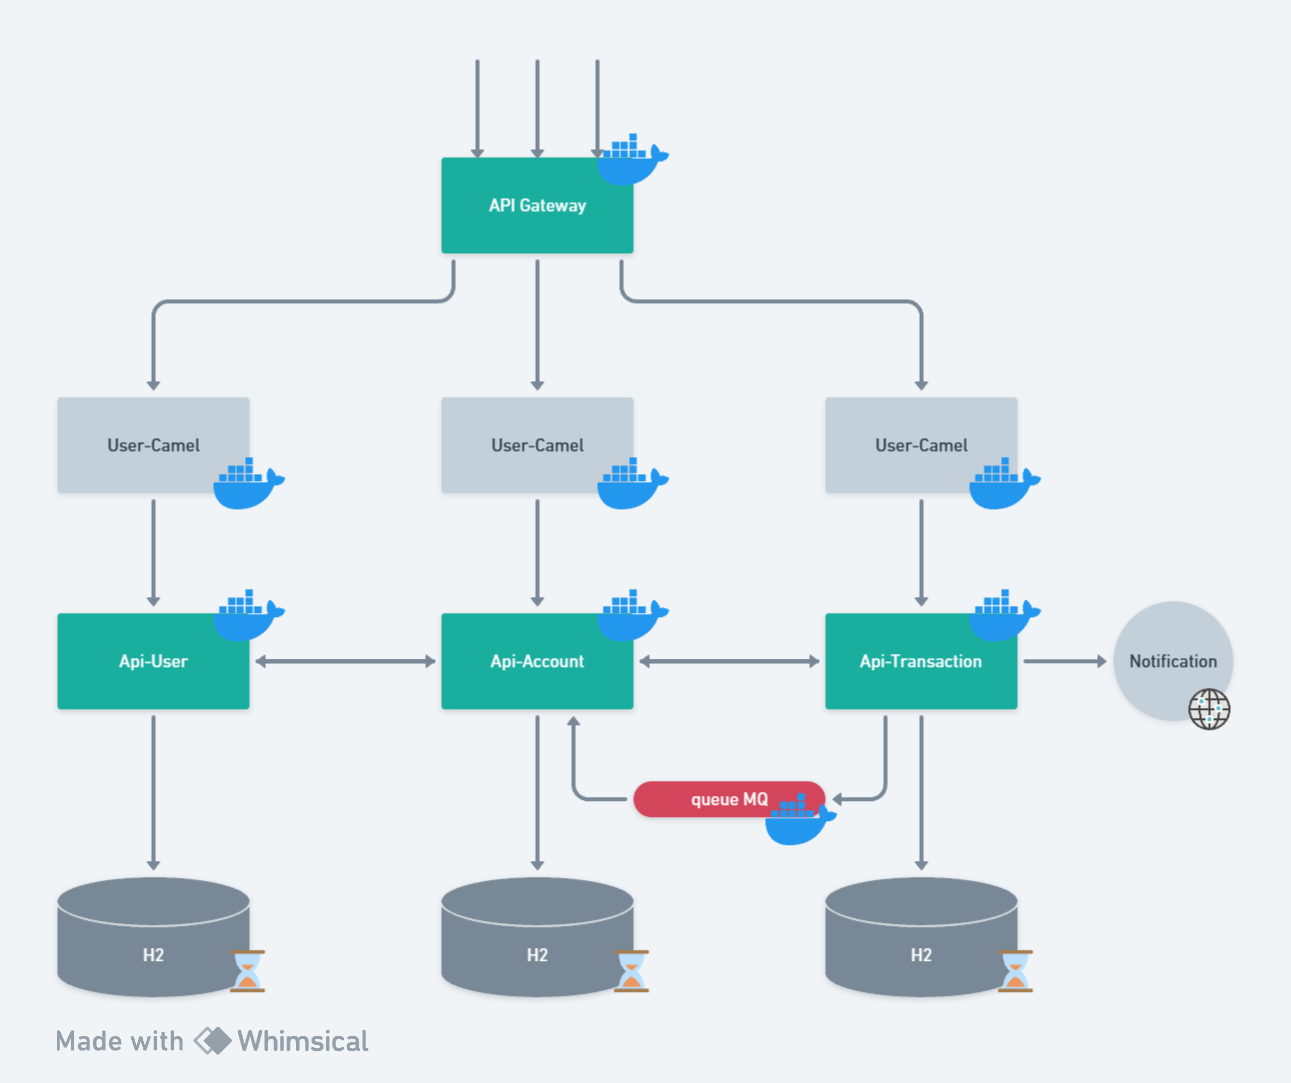 API Gateway
User-Camel
User-Camel
User-Camel
Api-User
Api-Account
Api-Transaction
Notification
queue MQ
H2
H2
H2
Made with Whimsical